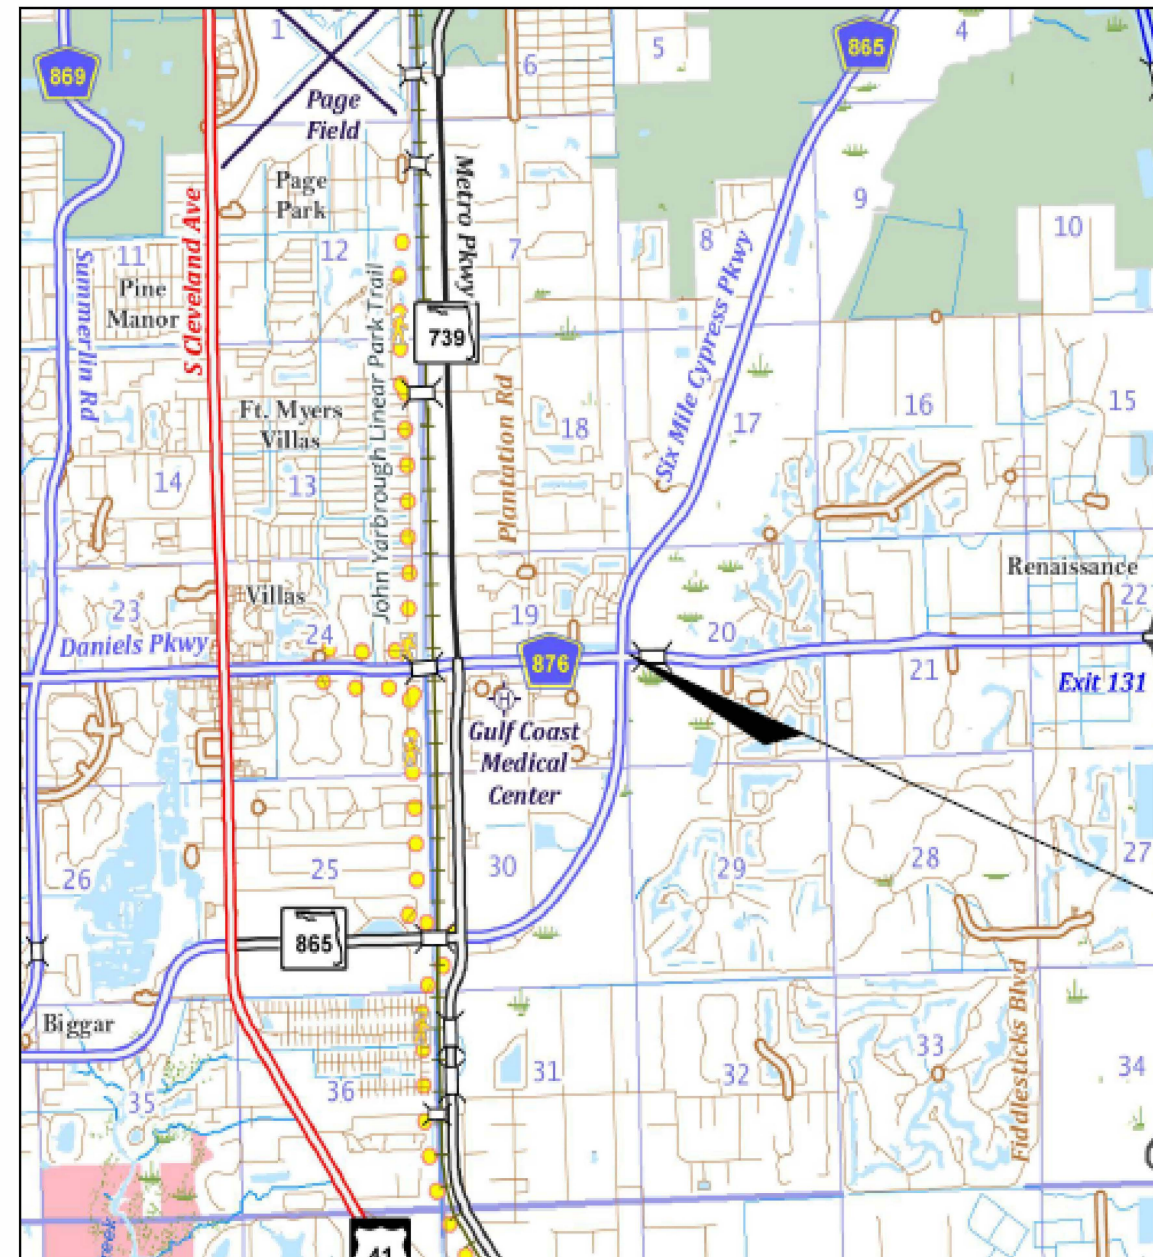 869
1
6
5
865
4
Page
Field
Page
Park
Metro Pkwy
9
10
11
12
7
8
Pine
Manor
Summerlin Rd
S Cleveland Ave
John Yarbrough Linear Park Trail
739
Six Mile Cypress Pkwy
Plantation Rd
Ft. Myers
Villas
18
17
16
15
14
13
Renaissance
23
Villas
24
19
20
22
Daniels Pkwy
876
21
Exit 131
H
Gulf Coast
Medical
Center
26
25
30
29
28
27
865
Biggar
Fiddlesticks Blvd
35
36
31
32
33
34
41